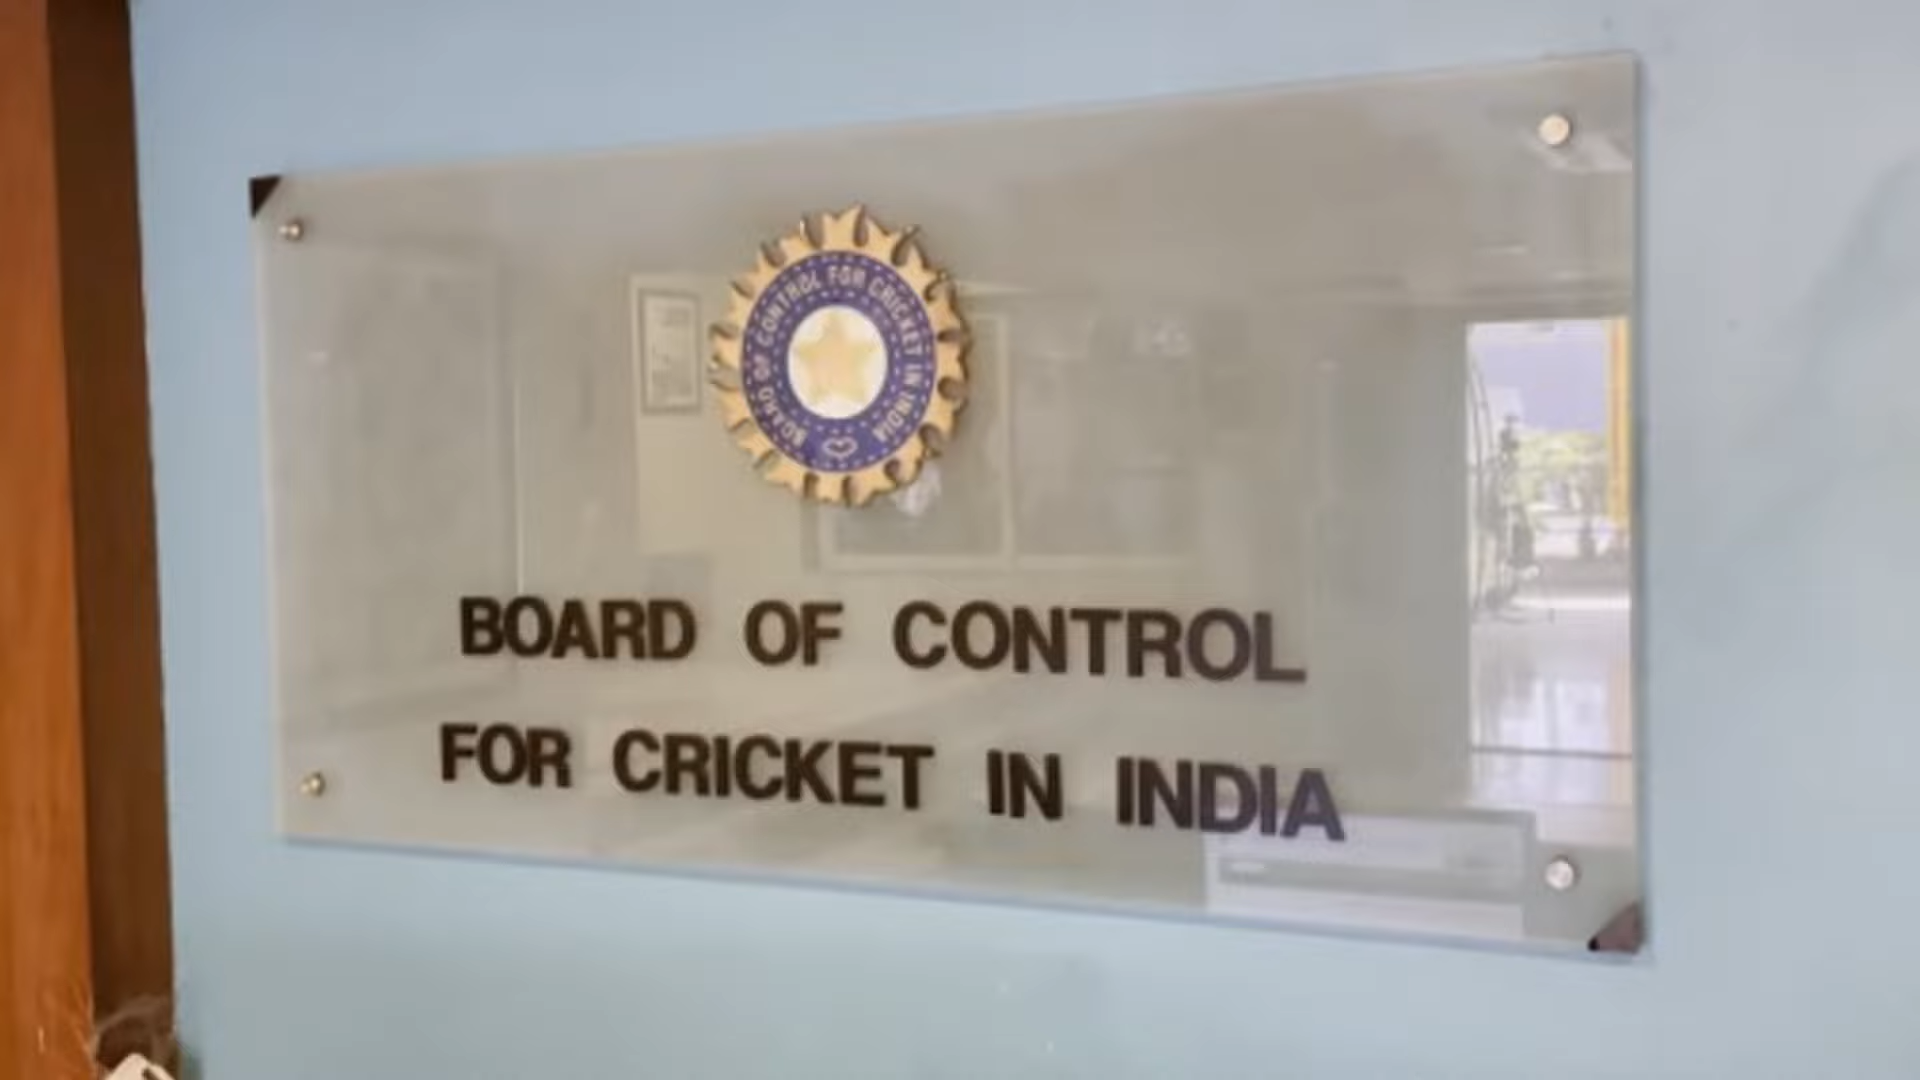 BOARD OF CONTROL FOR CRICKET IN INDIA
BOARD OF CONTROL
FOR CRICKET IN INDIA